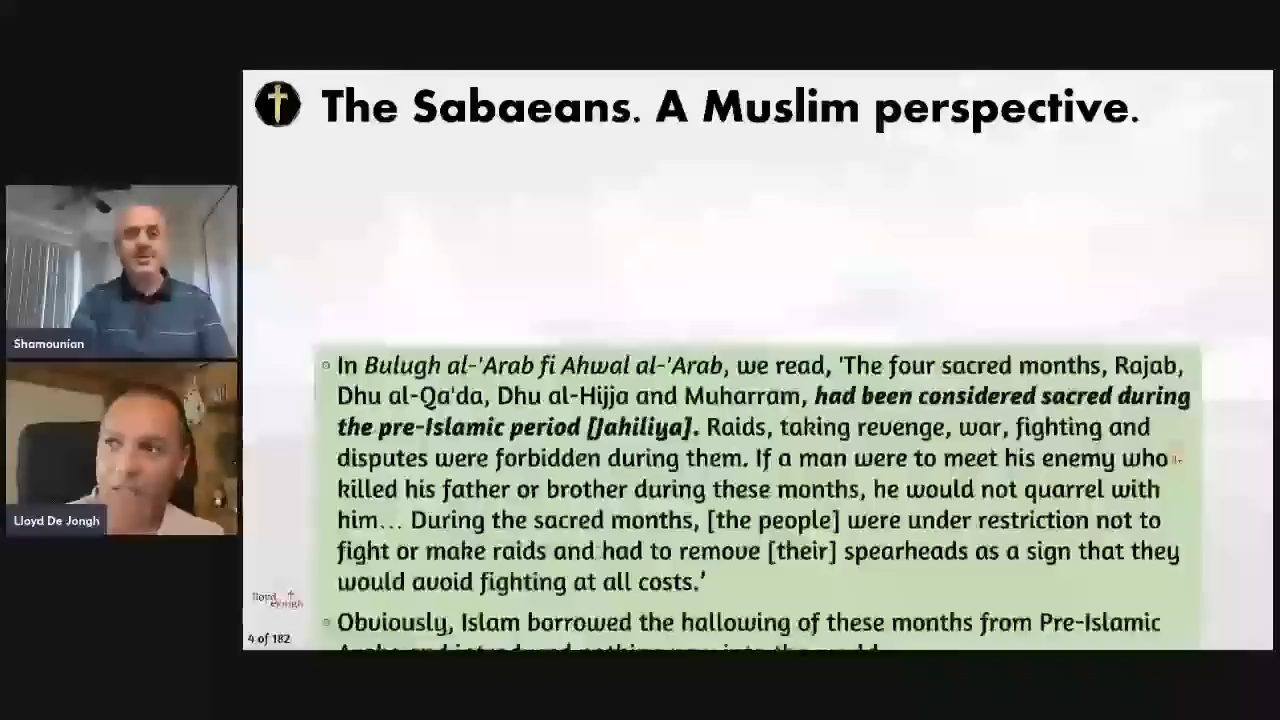 The Sabaeans. A Muslim perspective.
Shamounian
Lloyd De Jongh
In Bulugh al-'Arab fi Ahwal al-'Arab, we read, 'The four sacred months, Rajab,
Dhu al-Qa'da, Dhu al-Hijja and Muharram, had been considered sacred during
the pre-Islamic period [Jahiliya]. Raids, taking revenge, war, fighting and
disputes were forbidden during them. If a man were to meet his enemy who
killed his father or brother during these months, he would not quarrel with
him... During the sacred months, [the people] were under restriction not to
fight or make raids and had to remove [their] spearheads as a sign that they
would avoid fighting at all costs.'
Obviously, Islam borrowed the hallowing of these months from Pre-Islamic
lloyd
4 of 182